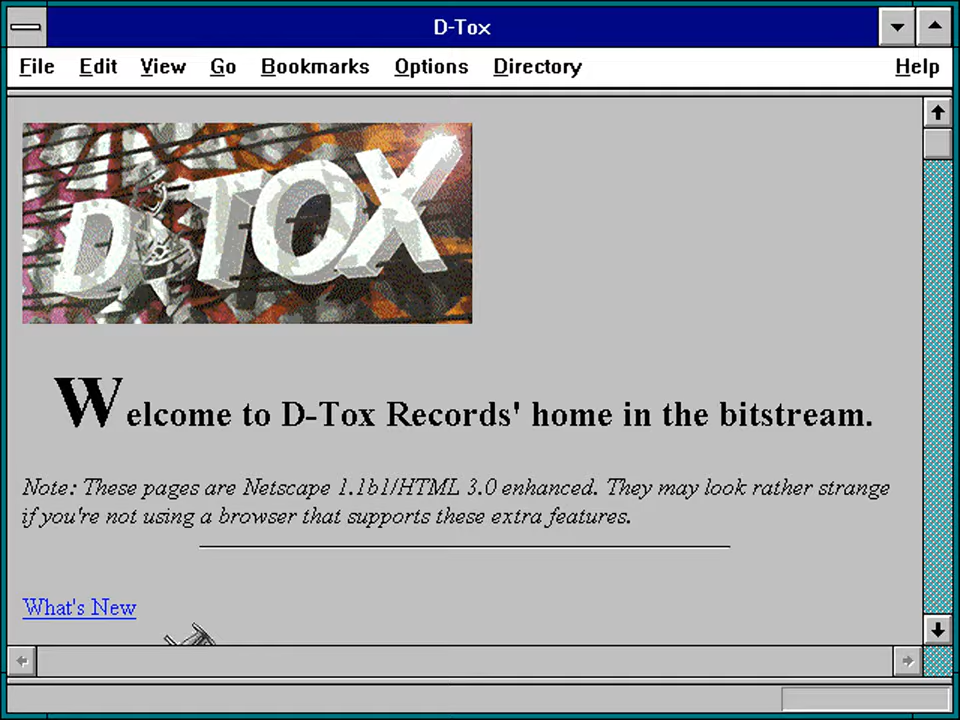 D-Tox
File Edit View Go Bookmarks Options Directory Help
D-TOX
Welcome to D-Tox Records' home in the bitstream.
Note: These pages are Netscape 1.1b1/HTML 3.0 enhanced. They may look rather strange
if you're not using a browser that supports these extra features.
What's New